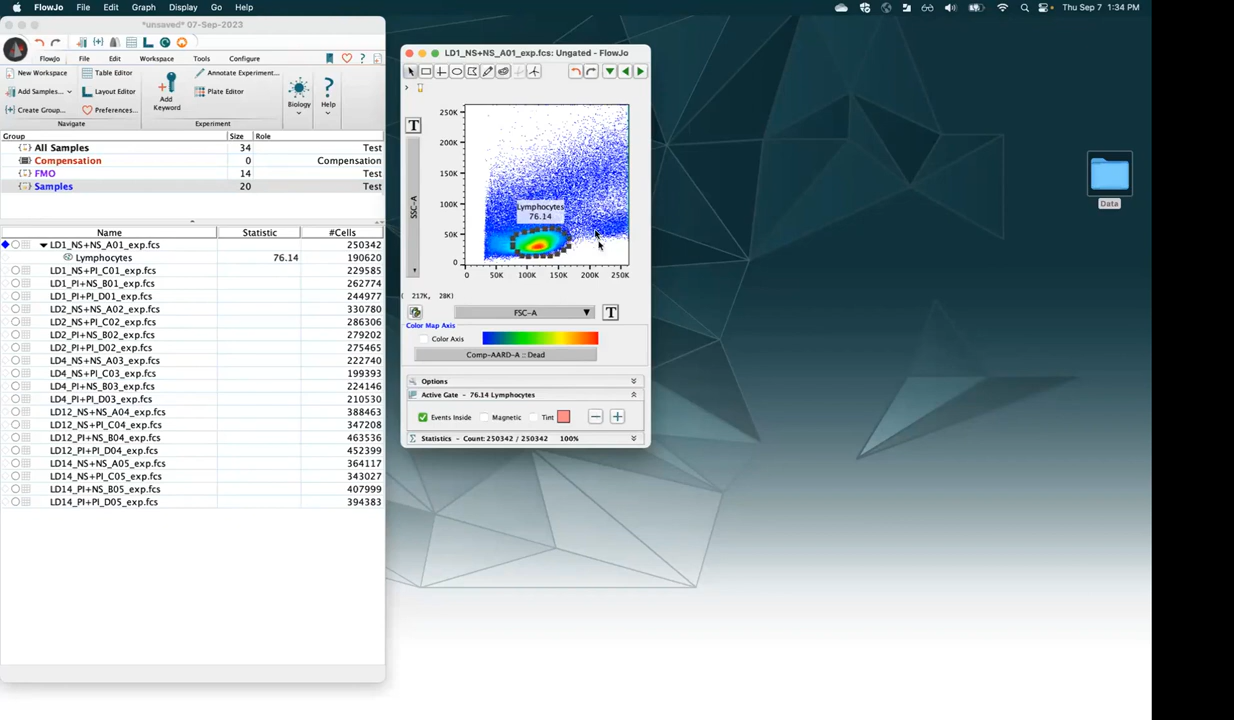 FlowJo File Edit Graph Display Go Help Thu Sep 7 1:34 PM
*unsaved* 07-Sep-2023
FlowJo File Edit Workspace Tools Configure
New Workspace Table Editor Annotate Experiment...
Add Samples... Layout Editor Add Keyword Plate Editor Biology Help
Create Group... Preferences...
Navigate Experiment
Group Size Role
All Samples 34 Test
Compensation 0 Compensation
FMO 14 Test
Samples 20 Test
Name Statistic #Cells
LD1_NS+NS_A01_exp.fcs 250342
Lymphocytes 76.14 190620
LD1_NS+PI_C01_exp.fcs 229585
LD1_PI+NS_B01_exp.fcs 262774
LD1_PI+PI_D01_exp.fcs 244977
LD2_NS+NS_A02_exp.fcs 330780
LD2_NS+PI_C02_exp.fcs 286306
LD2_PI+NS_B02_exp.fcs 279202
LD2_PI+PI_D02_exp.fcs 275465
LD4_NS+NS_A03_exp.fcs 222740
LD4_NS+PI_C03_exp.fcs 199393
LD4_PI+NS_B03_exp.fcs 224146
LD4_PI+PI_D03_exp.fcs 210530
LD12_NS+NS_A04_exp.fcs 388463
LD12_NS+PI_C04_exp.fcs 347208
LD12_PI+NS_B04_exp.fcs 463536
LD12_PI+PI_D04_exp.fcs 452399
LD14_NS+NS_A05_exp.fcs 364117
LD14_NS+PI_C05_exp.fcs 343027
LD14_PI+NS_B05_exp.fcs 407999
LD14_PI+PI_D05_exp.fcs 394383
LD1_NS+NS_A01_exp.fcs: Ungated - FlowJo
T
SSC-A
250K
200K
150K
100K
50K
0
Lymphocytes
76.14
0 50K 100K 150K 200K 250K
( 217K, 28K)
FSC-A T
Color Map Axis
Color Axis
Comp-AARD-A :: Dead
Options
Active Gate - 76.14 Lymphocytes
Events Inside Magnetic Tint
Statistics - Count:250342 / 250342 100%
Data